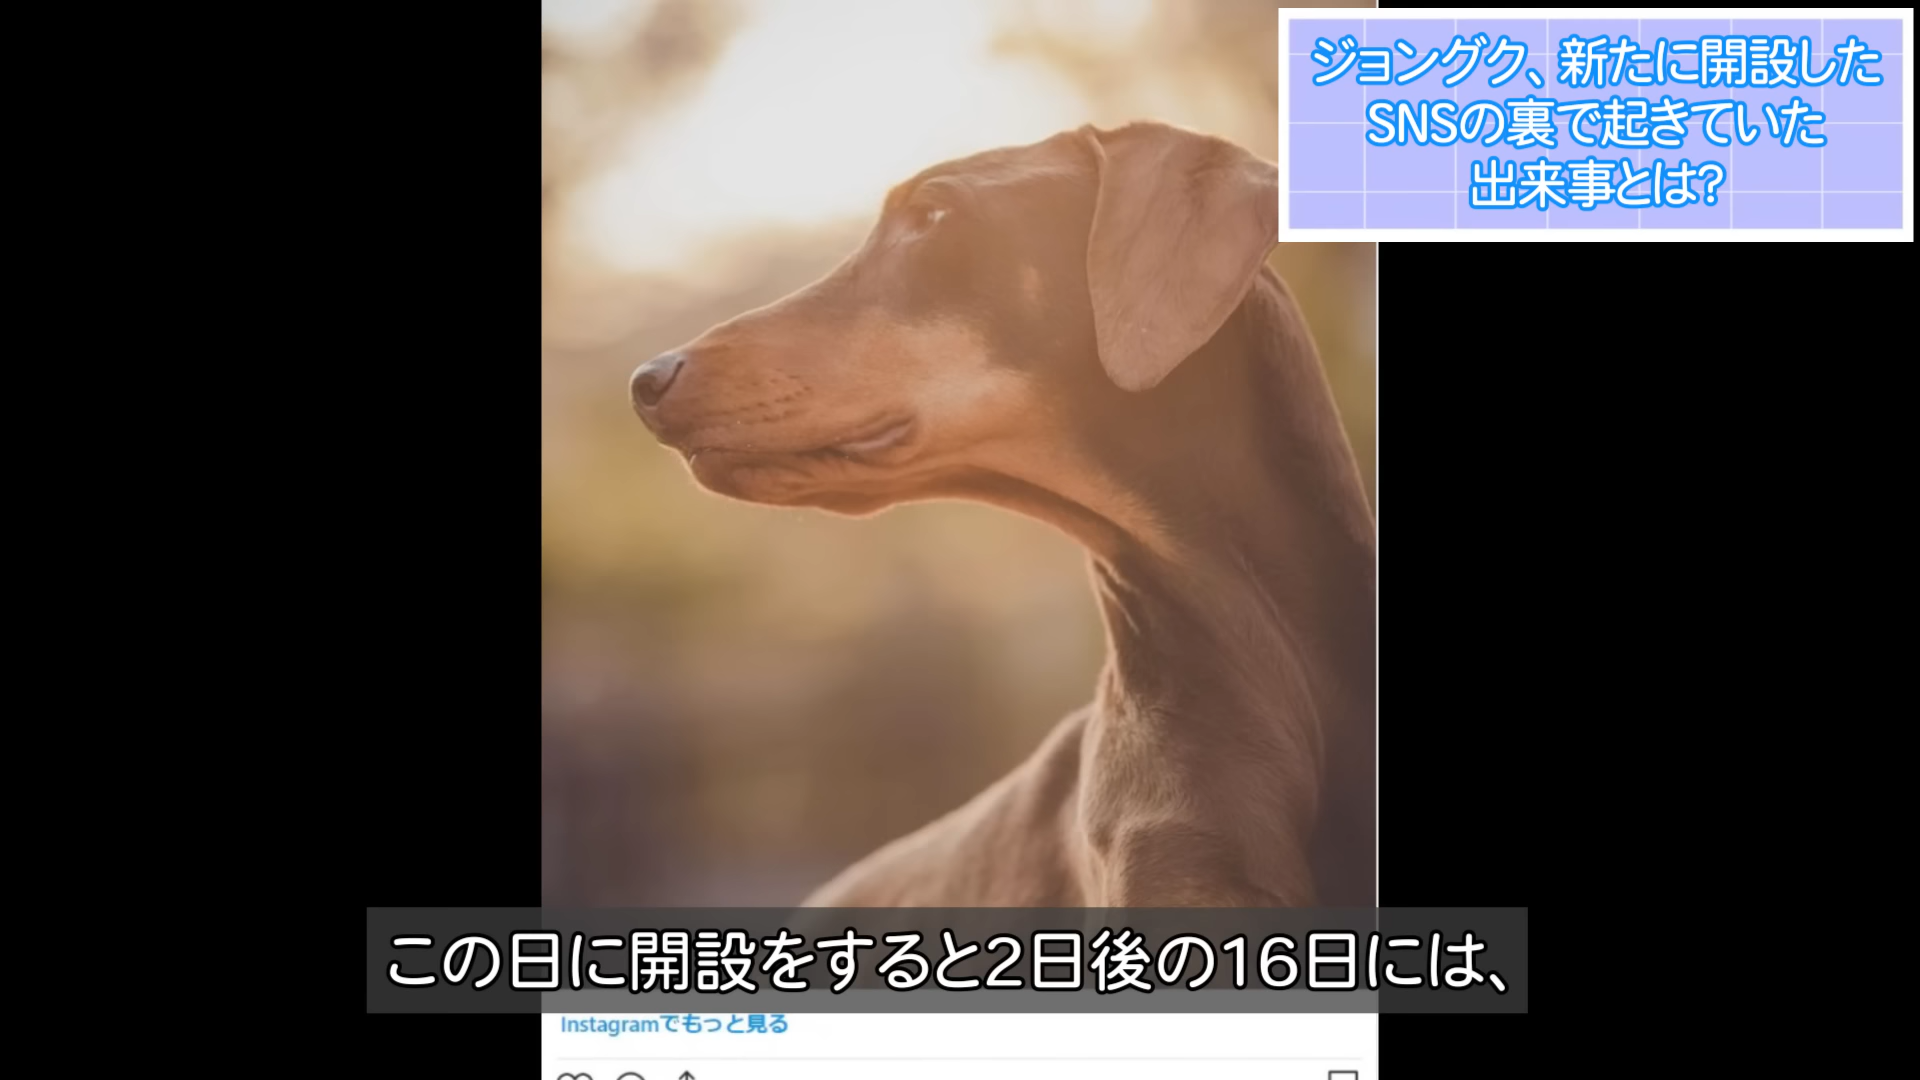 ジョングク、新たに開設した
SNSの裏で起きていた
出来事とは?
この日に開設をすると2日後の16日には、
Instagramでもっと見る